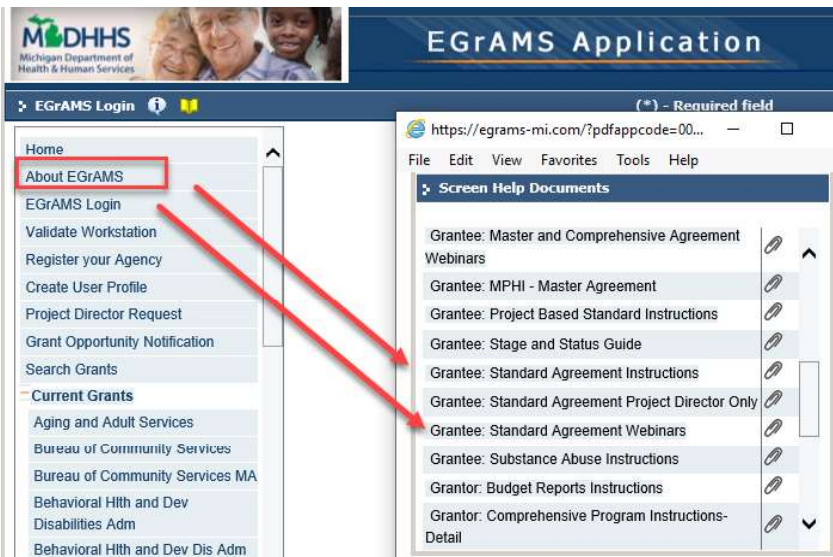 MDHHS
Michigan Department of
Health & Human Services
EGrAMS Application
EGrAMS Login
(*) - Required field
Home
About EGrAMS
EGrAMS Login
Validate Workstation
Register your Agency
Create User Profile
Project Director Request
Grant Opportunity Notification
Search Grants
Current Grants
Aging and Adult Services
Bureau of Community Services
Bureau of Community Services MA
Behavioral Hlth and Dev
Disabilities Adm
Behavioral Hlth and Dev Dis Adm
https://egrams-mi.com/?pdfappcode=00...
File Edit View Favorites Tools Help
Screen Help Documents
Grantee: Master and Comprehensive Agreement
Webinars
Grantee: MPHI - Master Agreement
Grantee: Project Based Standard Instructions
Grantee: Stage and Status Guide
Grantee: Standard Agreement Instructions
Grantee: Standard Agreement Project Director Only
Grantee: Standard Agreement Webinars
Grantee: Substance Abuse Instructions
Grantor: Budget Reports Instructions
Grantor: Comprehensive Program Instructions-
Detail